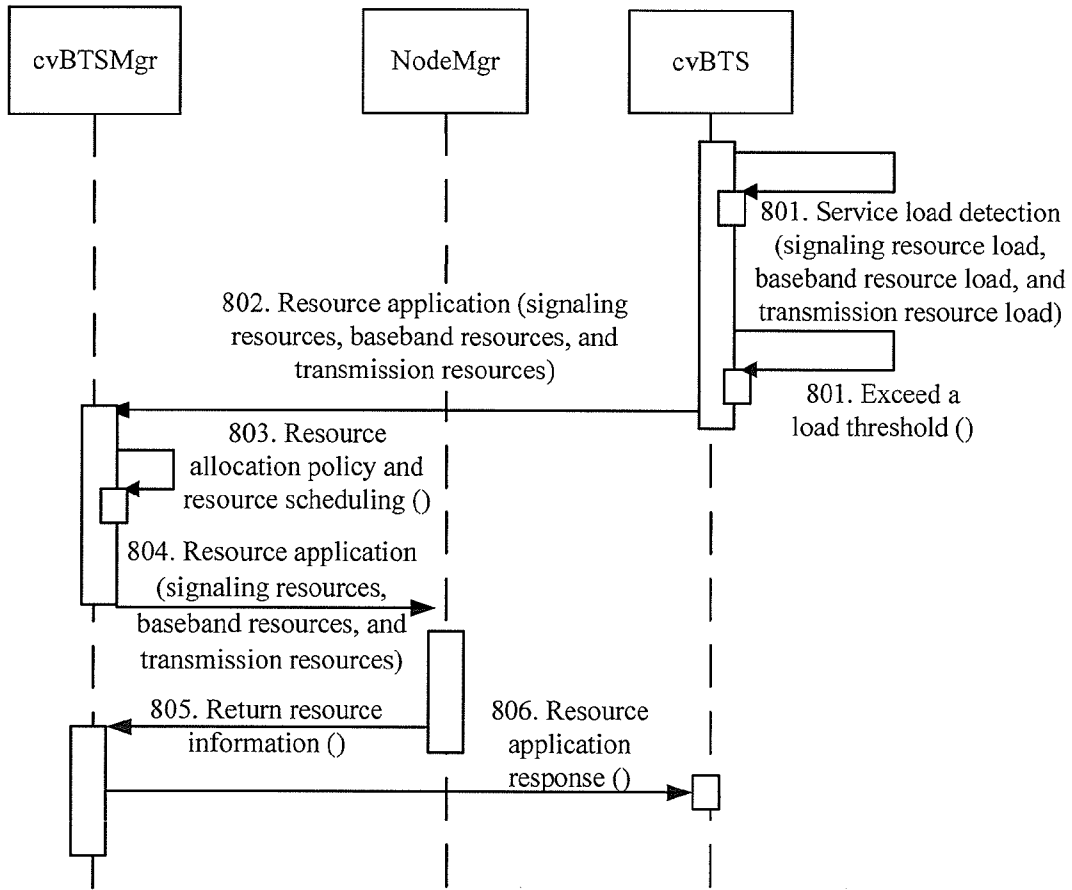 cvBTSMgr
NodeMgr
cvBTS
801. Service load detection
(signaling resource load,
baseband resource load, and
transmission resource load)
802. Resource application (signaling
resources, baseband resources, and
transmission resources)
801. Exceed a
load threshold ()
803. Resource
allocation policy and
resource scheduling ()
804. Resource application
(signaling resources,
baseband resources, and
transmission resources)
805. Return resource
information ()
806. Resource
application
response ()